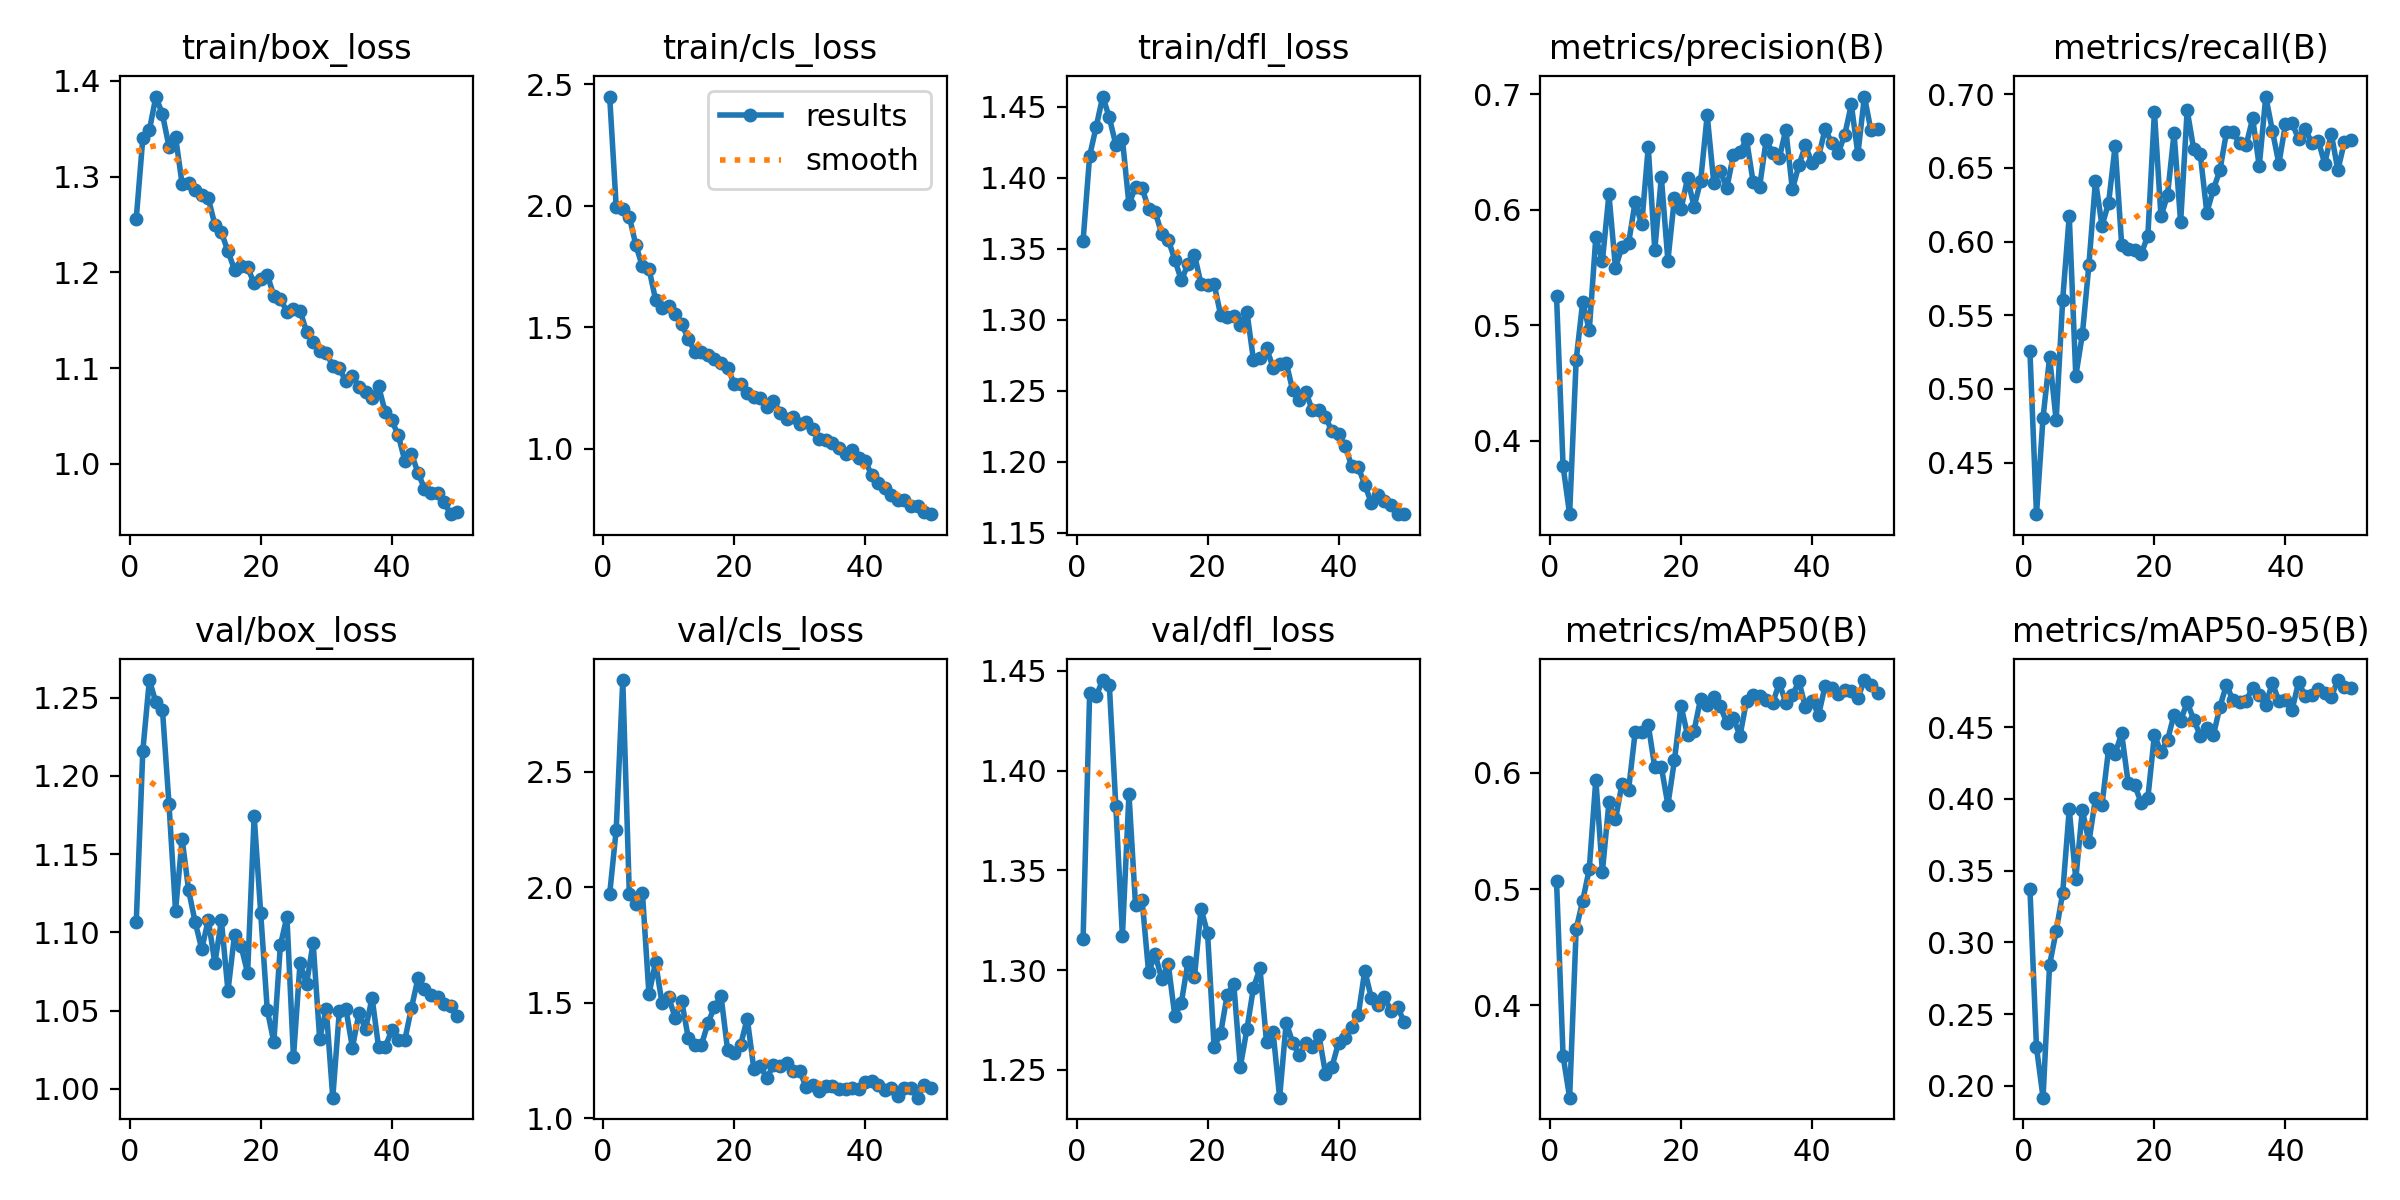 train/box_loss
1.4
1.3
1.2
1.1
1.0
0 20 40
train/cls_loss
2.5
2.0
1.5
1.0
results
smooth
0 20 40
train/dfl_loss
1.45
1.40
1.35
1.30
1.25
1.20
1.15
0 20 40
metrics/precision(B)
0.7
0.6
0.5
0.4
0 20 40
metrics/recall(B)
0.70
0.65
0.60
0.55
0.50
0.45
0 20 40
val/box_loss
1.25
1.20
1.15
1.10
1.05
1.00
0 20 40
val/cls_loss
2.5
2.0
1.5
1.0
0 20 40
val/dfl_loss
1.45
1.40
1.35
1.30
1.25
0 20 40
metrics/mAP50(B)
0.6
0.5
0.4
0 20 40
metrics/mAP50-95(B)
0.45
0.40
0.35
0.30
0.25
0.20
0 20 40